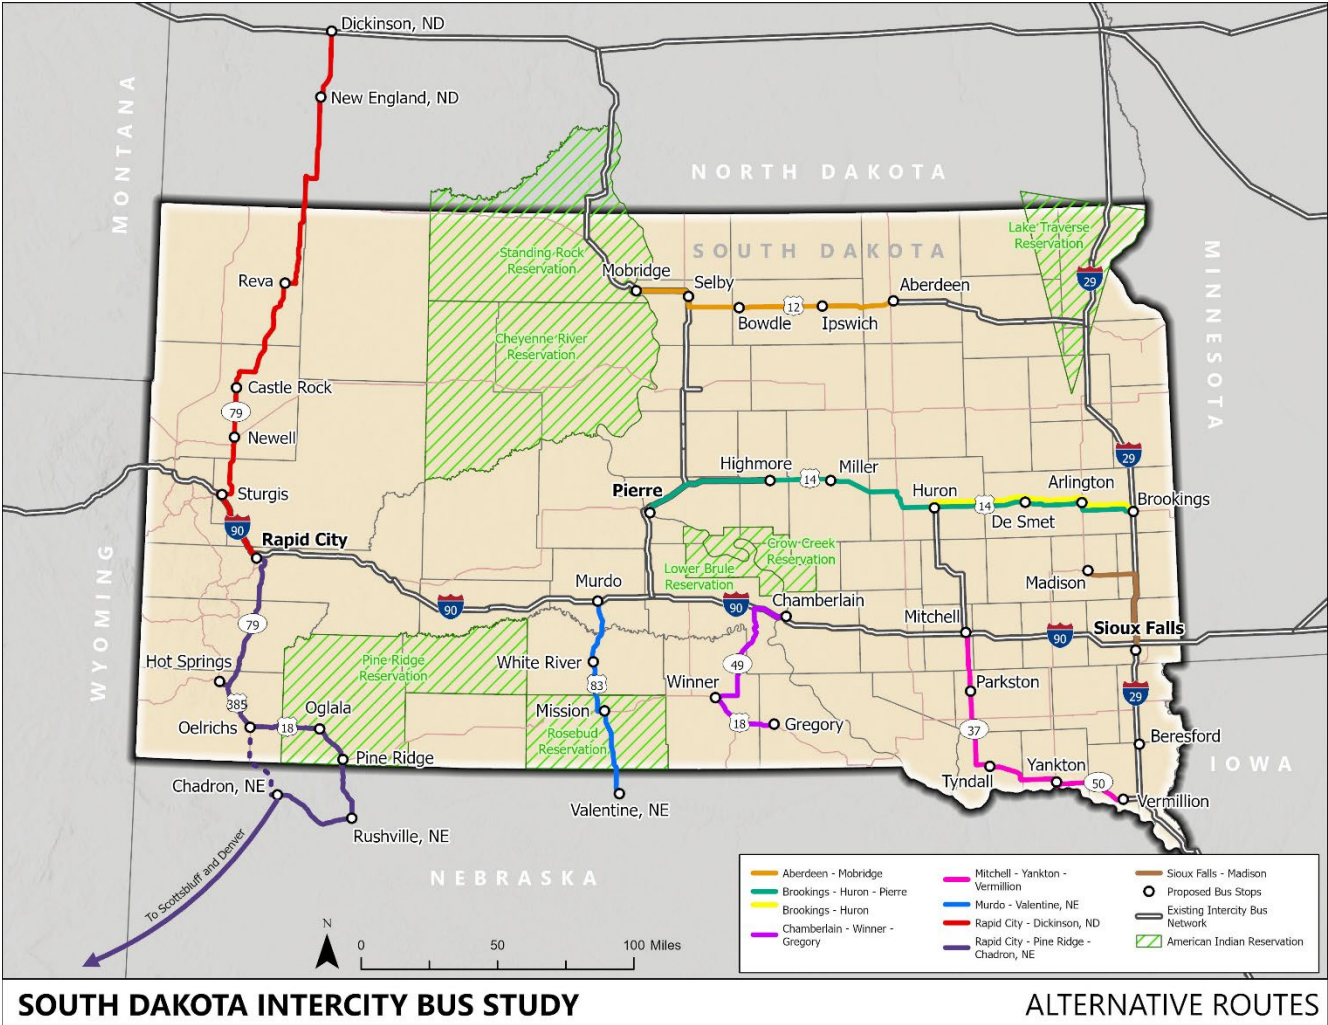 Dickinson, ND
New England, ND
MONTANA
NORTH DAKOTA
SOUTH DAKOTA
Lake Traverse
Reservation
Standing Rock
Reservation
MINNESOTA
Mobridge
Selby
Aberdeen
29
Reva
12
Bowdle
Ipswich
Cheyenne River
Reservation
Castle Rock
79
Newell
29
Sturgis
Highmore
14
Miller
Arlington
Pierre
Huron
14
De Smet
Brookings
90
Rapid City
Crow Creek
Reservation
Lower Brule
Reservation
WYOMING
Murdo
Madison
90
90
Chamberlain
Mitchell
90
Sioux Falls
79
Hot Springs
Pine Ridge
Reservation
White River
49
385
Oglala
83
Winner
Parkston
29
Oelrichs
18
Mission
18
Gregory
37
Rosebud
Reservation
Beresford
Pine Ridge
IOWA
Chadron, NE
Tyndall
Yankton
50
Vermillion
Valentine, NE
Rushville, NE
To Scottsbluff and Denver
NEBRASKA
N
0 50 100 Miles
Aberdeen - Mobridge
Brookings - Huron - Pierre
Brookings - Huron
Chamberlain - Winner -
Gregory
Mitchell - Yankton -
Vermillion
Murdo - Valentine, NE
Rapid City - Dickinson, ND
Rapid City - Pine Ridge -
Chadron, NE
Sioux Falls - Madison
Proposed Bus Stops
Existing Intercity Bus
Network
American Indian Reservation
SOUTH DAKOTA INTERCITY BUS STUDY
ALTERNATIVE ROUTES